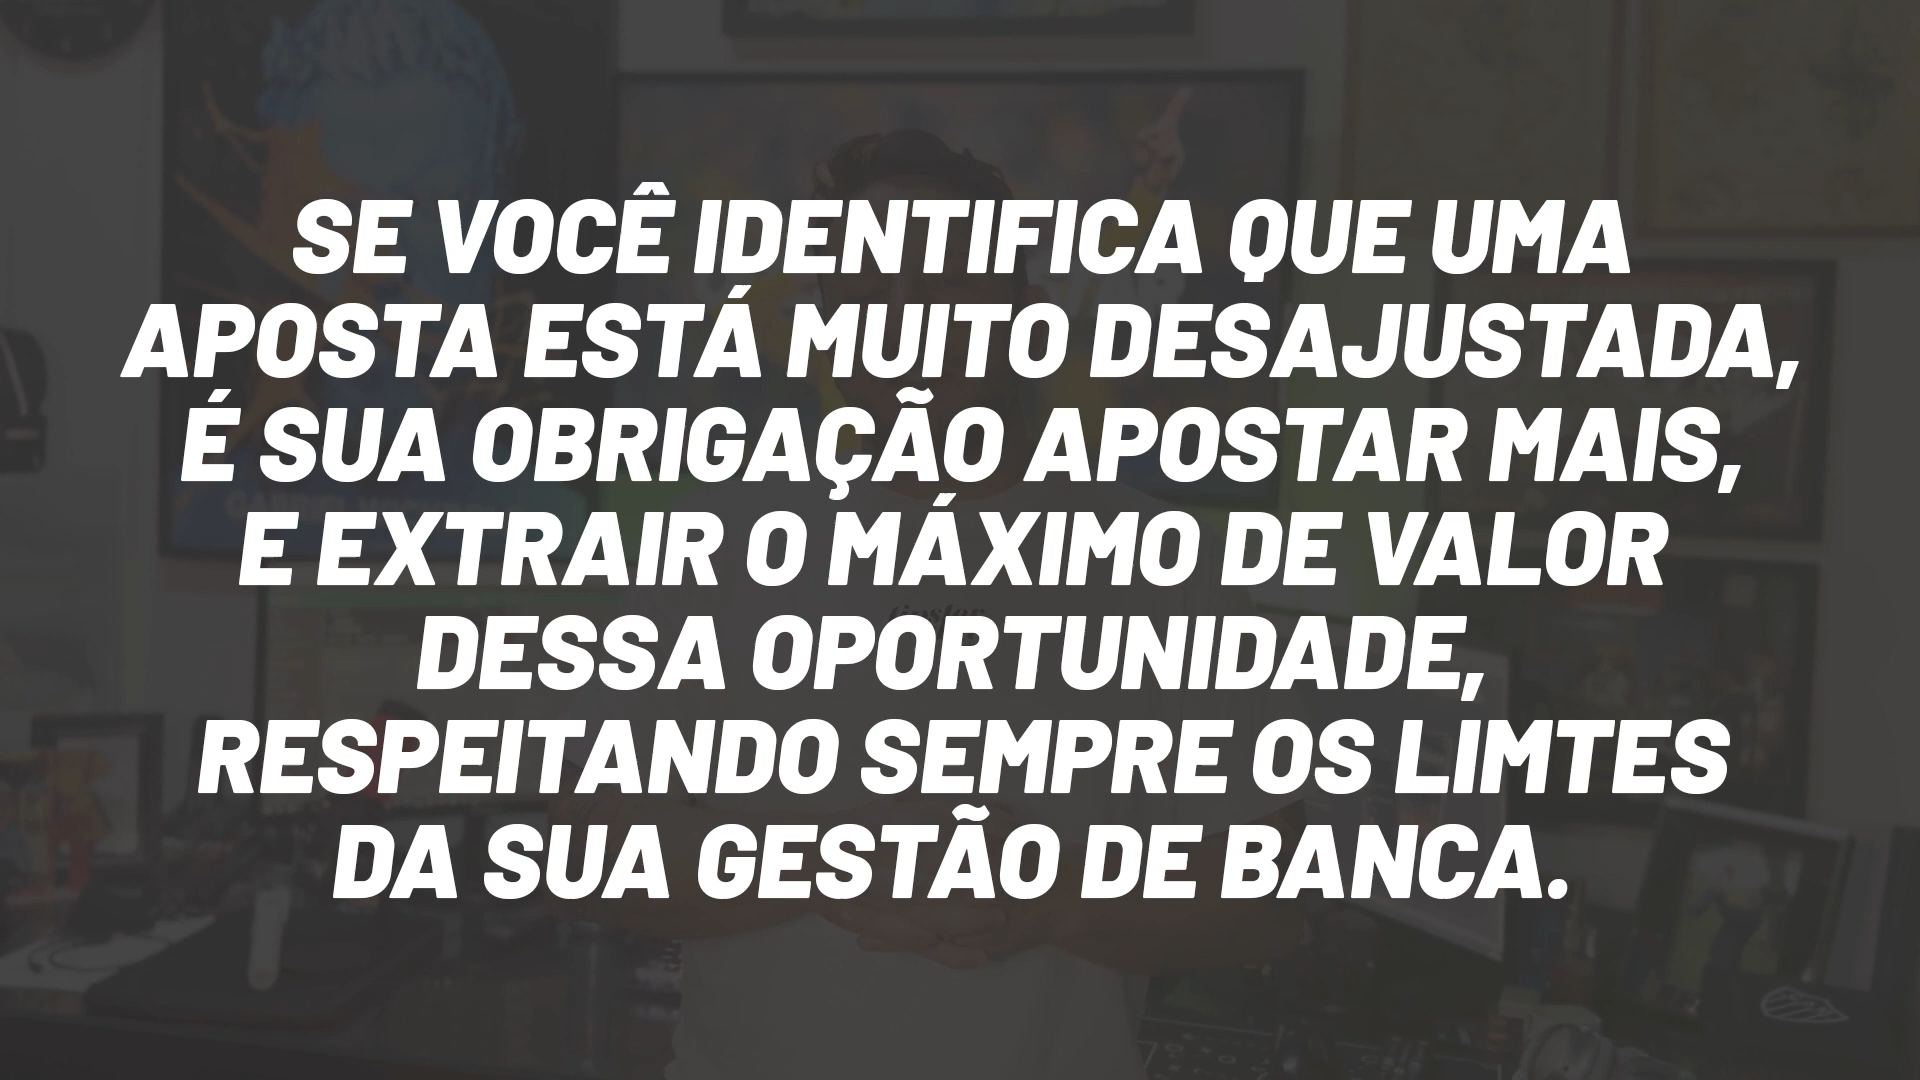 SE VOCÊ IDENTIFICA QUE UMA
APOSTA ESTÁ MUITO DESAJUSTADA,
É SUA OBRIGAÇÃO APOSTAR MAIS,
E EXTRAIR O MÁXIMO DE VALOR
DESSA OPORTUNIDADE,
RESPEITANDO SEMPRE OS LIMTES
DA SUA GESTÃO DE BANCA.